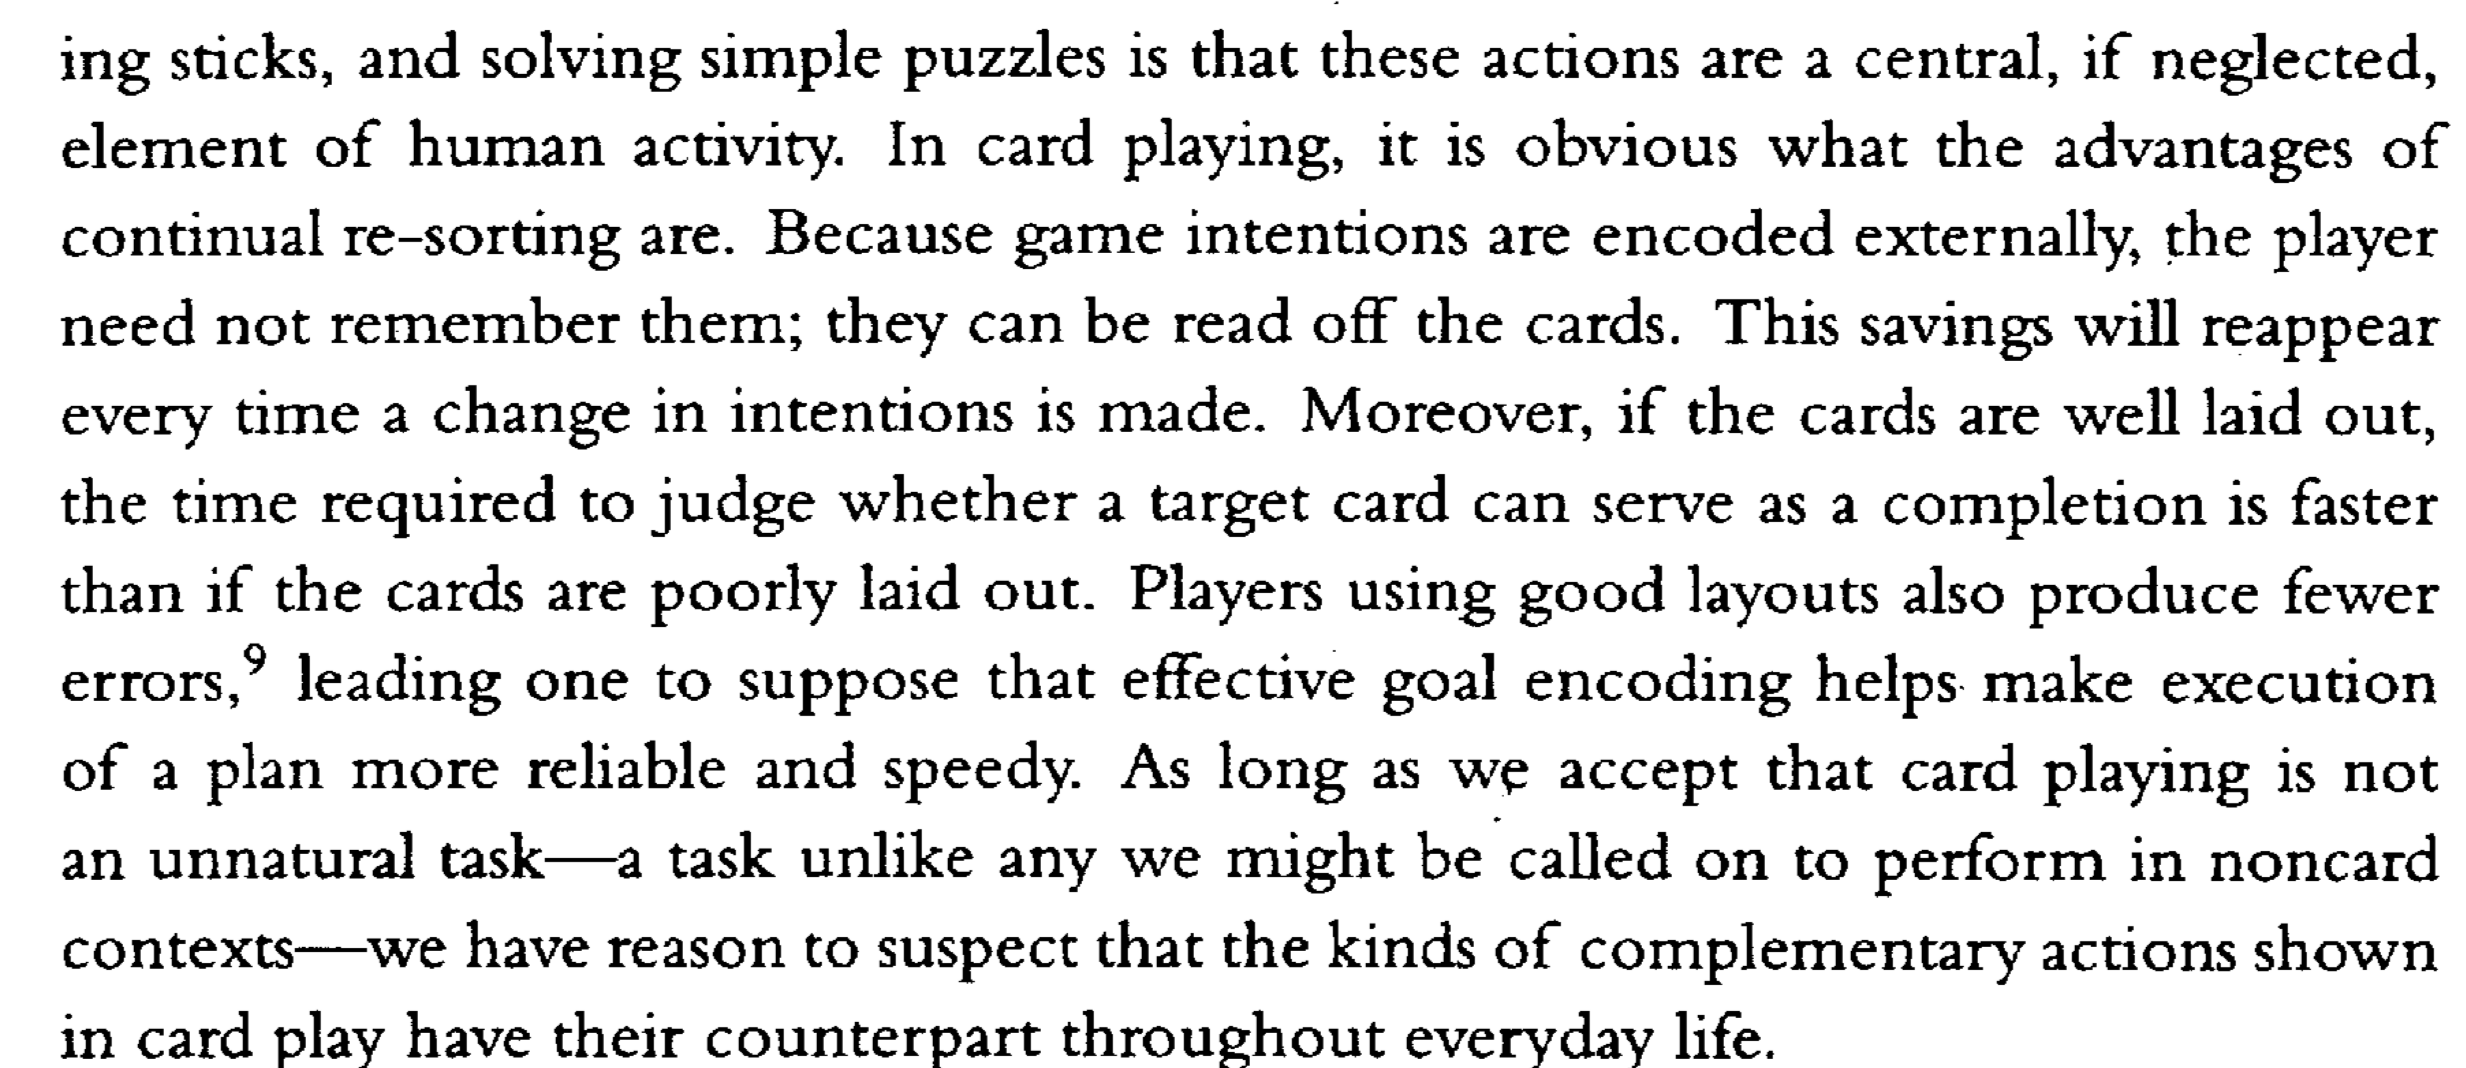 ing sticks, and solving simple puzzles is that these actions are a central, if neglected,
element of human activity. In card playing, it is obvious what the advantages of
continual re-sorting are. Because game intentions are encoded externally, the player
need not remember them; they can be read off the cards. This savings will reappear
every time a change in intentions is made. Moreover, if the cards are well laid out,
the time required to judge whether a target card can serve as a completion is faster
than if the cards are poorly laid out. Players using good layouts also produce fewer
errors,⁹ leading one to suppose that effective goal encoding helps make execution
of a plan more reliable and speedy. As long as we accept that card playing is not
an unnatural task—a task unlike any we might be called on to perform in noncard
contexts—we have reason to suspect that the kinds of complementary actions shown
in card play have their counterpart throughout everyday life.